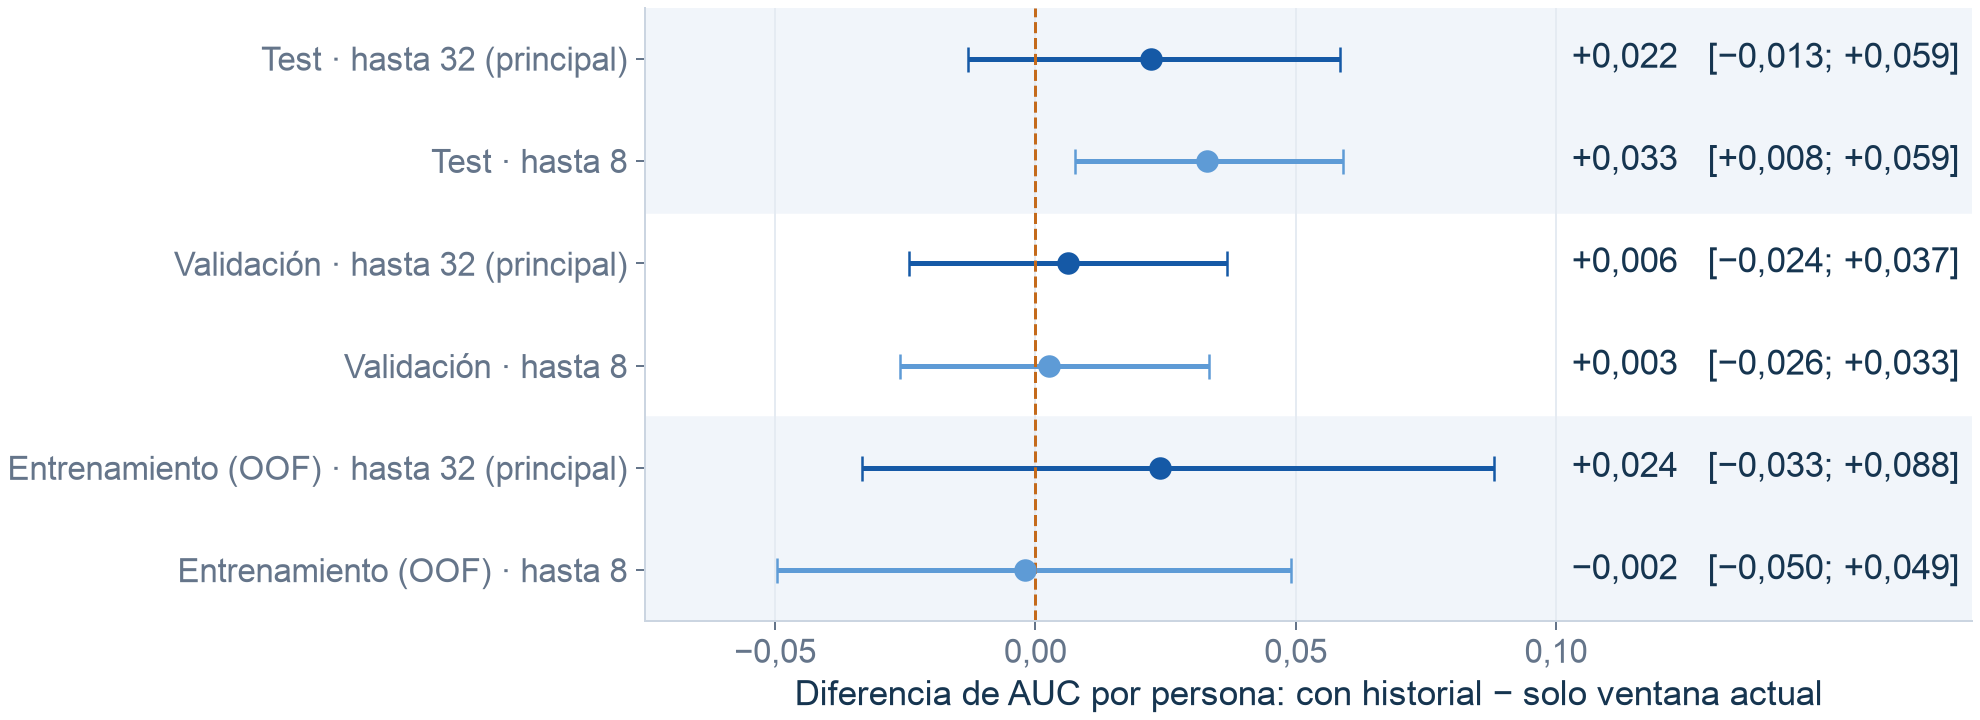 Test · hasta 32 (principal) +0,022 [−0,013; +0,059]
Test · hasta 8 +0,033 [+0,008; +0,059]
Validación · hasta 32 (principal) +0,006 [−0,024; +0,037]
Validación · hasta 8 +0,003 [−0,026; +0,033]
Entrenamiento (OOF) · hasta 32 (principal) +0,024 [−0,033; +0,088]
Entrenamiento (OOF) · hasta 8 −0,002 [−0,050; +0,049]
−0,05 0,00 0,05 0,10
Diferencia de AUC por persona: con historial − solo ventana actual